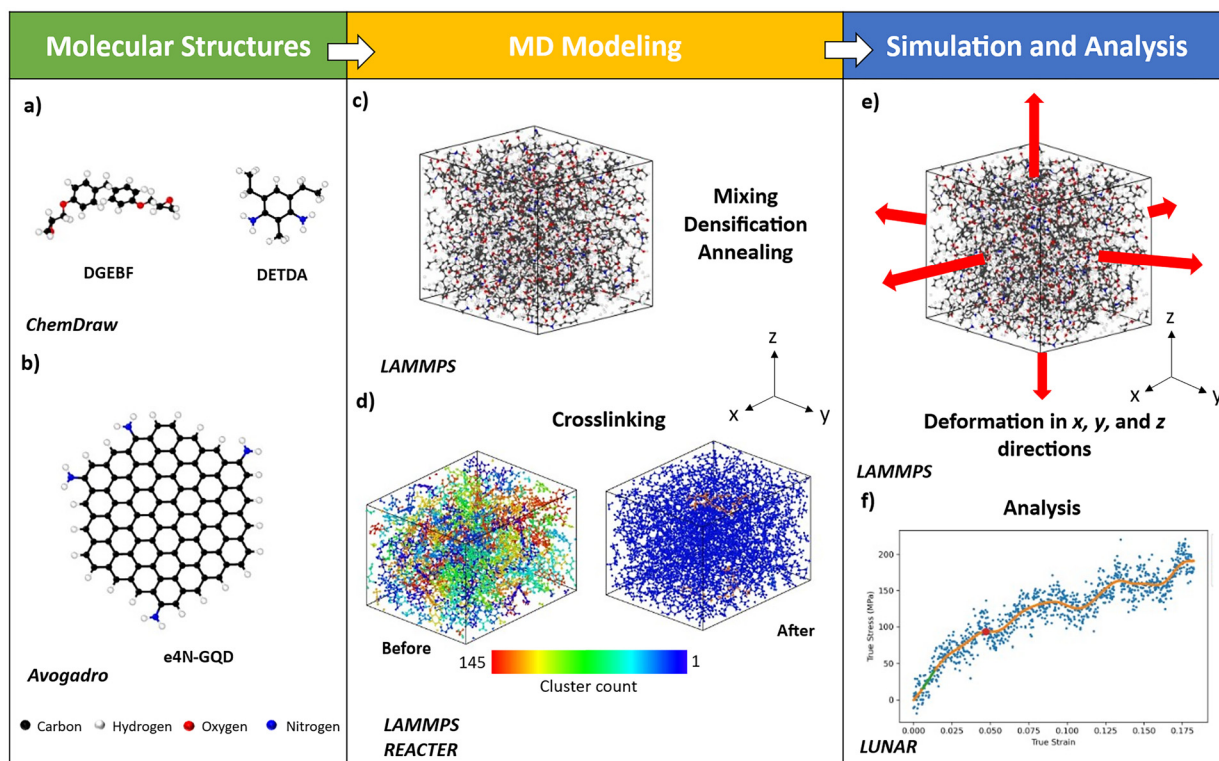 Molecular Structures
MD Modeling
Simulation and Analysis
a)
DGEBF
DETDA
ChemDraw
b)
e4N-GQD
Avogadro
Carbon
Hydrogen
Oxygen
Nitrogen
c)
Mixing
Densification
Annealing
LAMMPS
z
x
y
d)
Crosslinking
Before
After
145
1
Cluster count
LAMMPS
REACTER
e)
z
x
y
Deformation in x, y, and z
directions
LAMMPS
f)
Analysis
True Stress (MPa)
200
150
100
50
0
0.000
0.025
0.050
0.075
0.100
0.125
0.150
0.175
True Strain
LUNAR